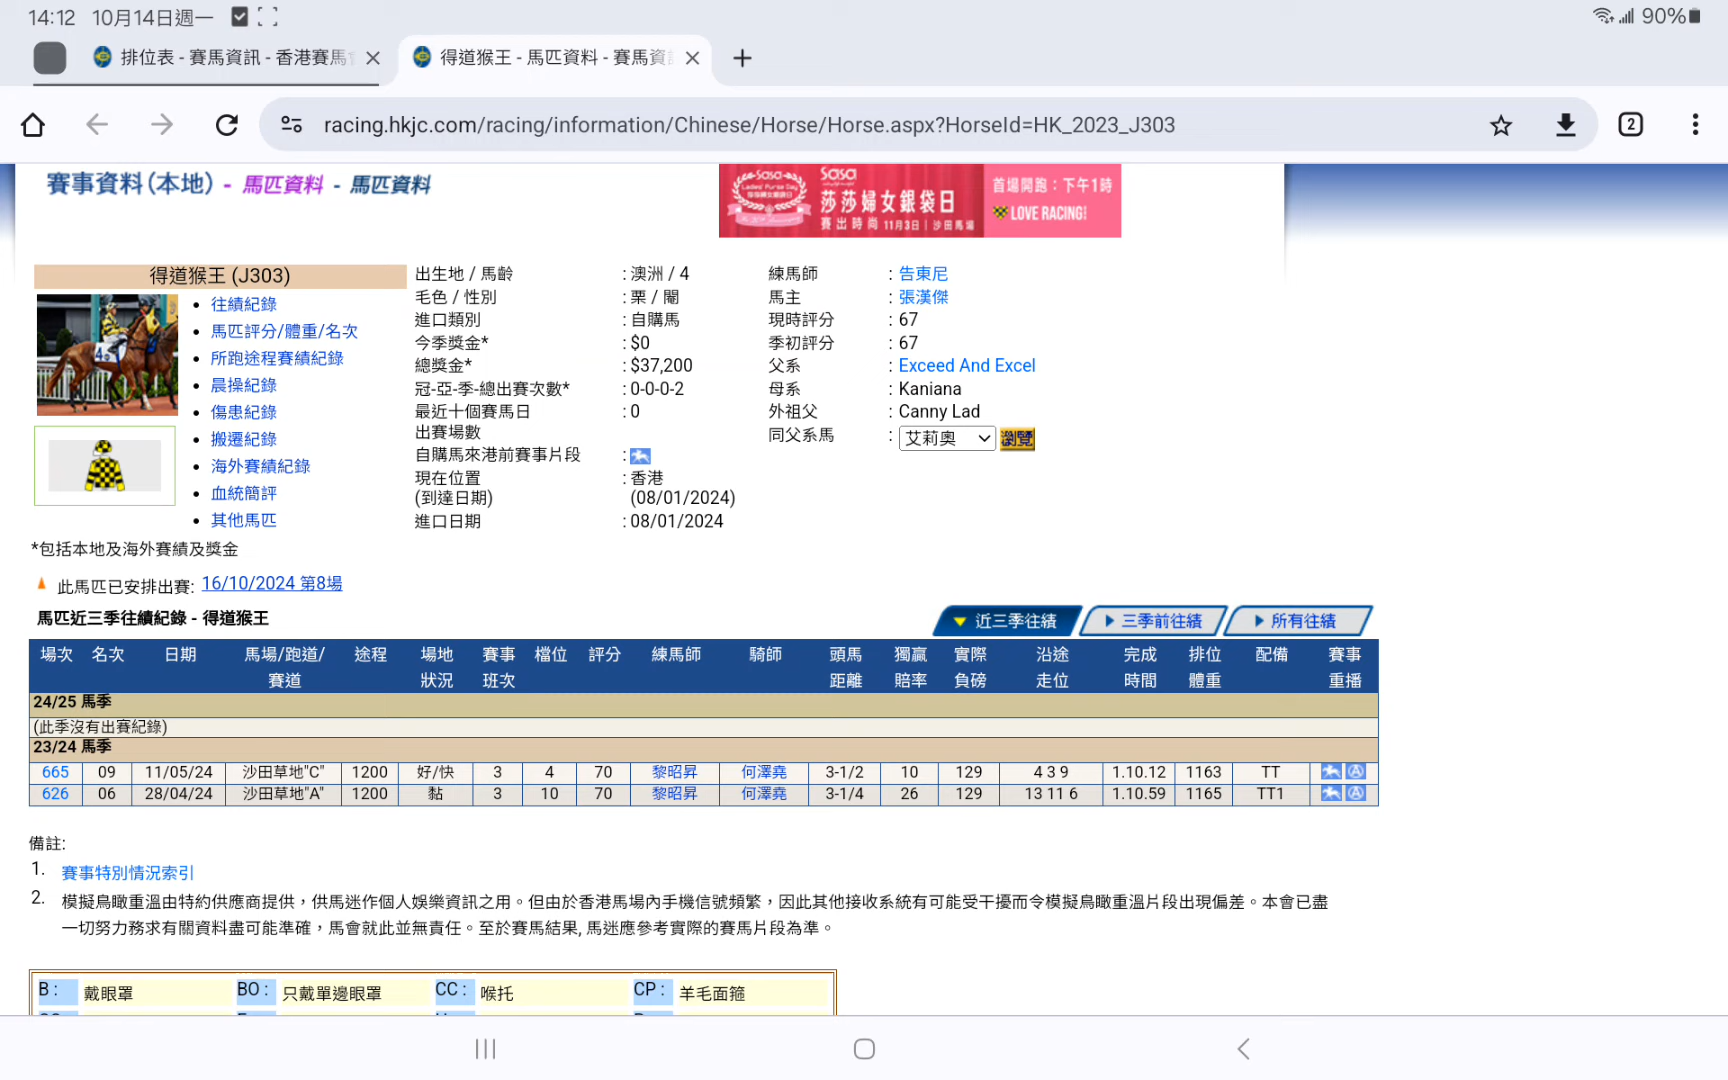 14:12 10月14日週一 90%
排位表 - 賽馬資訊 - 香港賽馬會 得道猴王 - 馬匹資料 - 賽馬資
racing.hkjc.com/racing/information/Chinese/Horse/Horse.aspx?HorseId=HK_2023_J303 2
賽事資料(本地) - 馬匹資料 - 馬匹資料
SaSa
Ladies' Purse Day
SaSa
莎莎婦女銀袋日
賽出時尚 11月3日 | 沙田馬場
首場開跑：下午1時
LOVE RACING!
得道猴王 (J303)
往績紀錄
馬匹評分/體重/名次
所跑途程賽績紀錄
晨操紀錄
傷患紀錄
搬遷紀錄
海外賽績紀錄
血統簡評
其他馬匹
出生地 / 馬齡 : 澳洲 / 4
毛色 / 性別 : 栗 / 閹
進口類別 : 自購馬
今季獎金* : $0
總獎金* : $37,200
冠-亞-季-總出賽次數* : 0-0-0-2
最近十個賽馬日 : 0
出賽場數
自購馬來港前賽事片段 :
現在位置 : 香港
(到達日期) (08/01/2024)
進口日期 : 08/01/2024
練馬師 : 告東尼
馬主 : 張漢傑
現時評分 : 67
季初評分 : 67
父系 : Exceed And Excel
母系 : Kaniana
外祖父 : Canny Lad
同父系馬 : 艾莉奧 瀏覽
*包括本地及海外賽績及獎金
此馬匹已安排出賽: 16/10/2024 第8場
馬匹近三季往績紀錄 - 得道猴王
近三季往績 三季前往績 所有往績
場次 名次 日期 馬場/跑道/ 途程 場地 賽事 檔位 評分 練馬師 騎師 頭馬 獨贏 實際 沿途 完成 排位 配備 賽事
賽道 狀況 班次 距離 賠率 負磅 走位 時間 體重 重播
24/25 馬季
(此季沒有出賽紀錄)
23/24 馬季
665 09 11/05/24 沙田草地"C" 1200 好/快 3 4 70 黎昭昇 何澤堯 3-1/2 10 129 4 3 9 1.10.12 1163 TT
626 06 28/04/24 沙田草地"A" 1200 黏 3 10 70 黎昭昇 何澤堯 3-1/4 26 129 13 11 6 1.10.59 1165 TT1
備註:
1. 賽事特別情況索引
2. 模擬鳥瞰重溫由特約供應商提供，供馬迷作個人娛樂資訊之用。但由於香港馬場內手機信號頻繁，因此其他接收系統有可能受干擾而令模擬鳥瞰重溫片段出現偏差。本會已盡
一切努力務求有關資料盡可能準確，馬會就此並無責任。至於賽馬結果, 馬迷應參考實際的賽馬片段為準。
B : 戴眼罩 BO : 只戴單邊眼罩 CC : 喉托 CP : 羊毛面箍